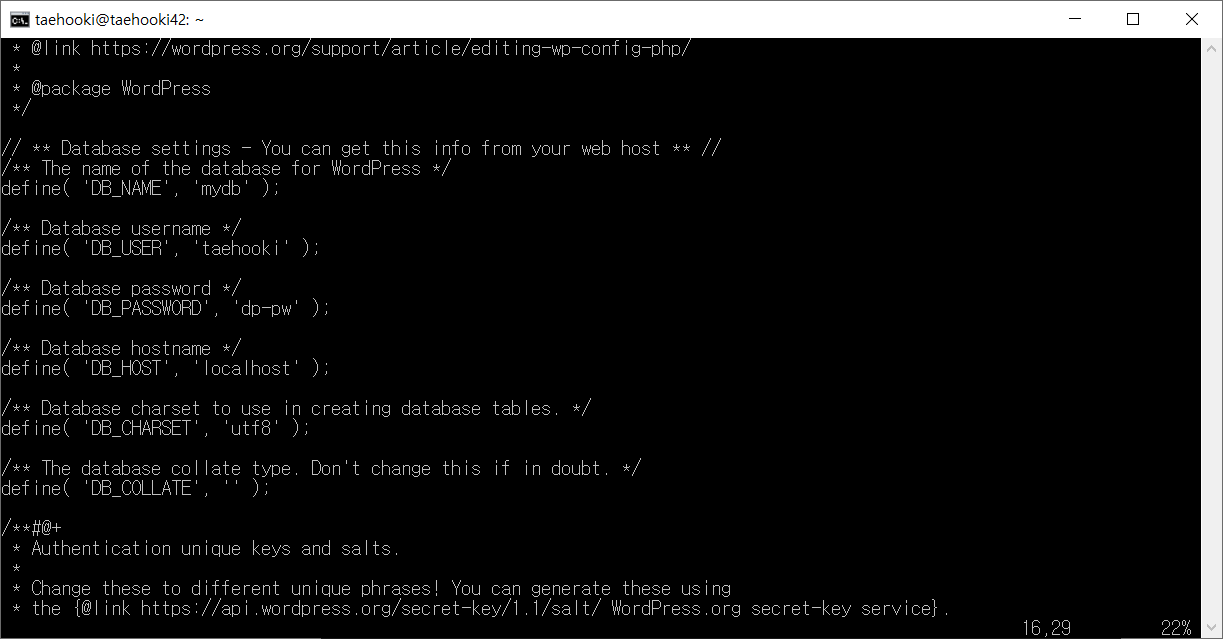 taehooki@taehooki42: ~
 * @link https://wordpress.org/support/article/editing-wp-config-php/
 *
 * @package WordPress
 */

// ** Database settings - You can get this info from your web host ** //
/** The name of the database for WordPress */
define( 'DB_NAME', 'mydb' );

/** Database username */
define( 'DB_USER', 'taehooki' );

/** Database password */
define( 'DB_PASSWORD', 'dp-pw' );

/** Database hostname */
define( 'DB_HOST', 'localhost' );

/** Database charset to use in creating database tables. */
define( 'DB_CHARSET', 'utf8' );

/** The database collate type. Don't change this if in doubt. */
define( 'DB_COLLATE', '' );

/**#@+
 * Authentication unique keys and salts.
 *
 * Change these to different unique phrases! You can generate these using
 * the {@link https://api.wordpress.org/secret-key/1.1/salt/ WordPress.org secret-key service}.
16,29 22%